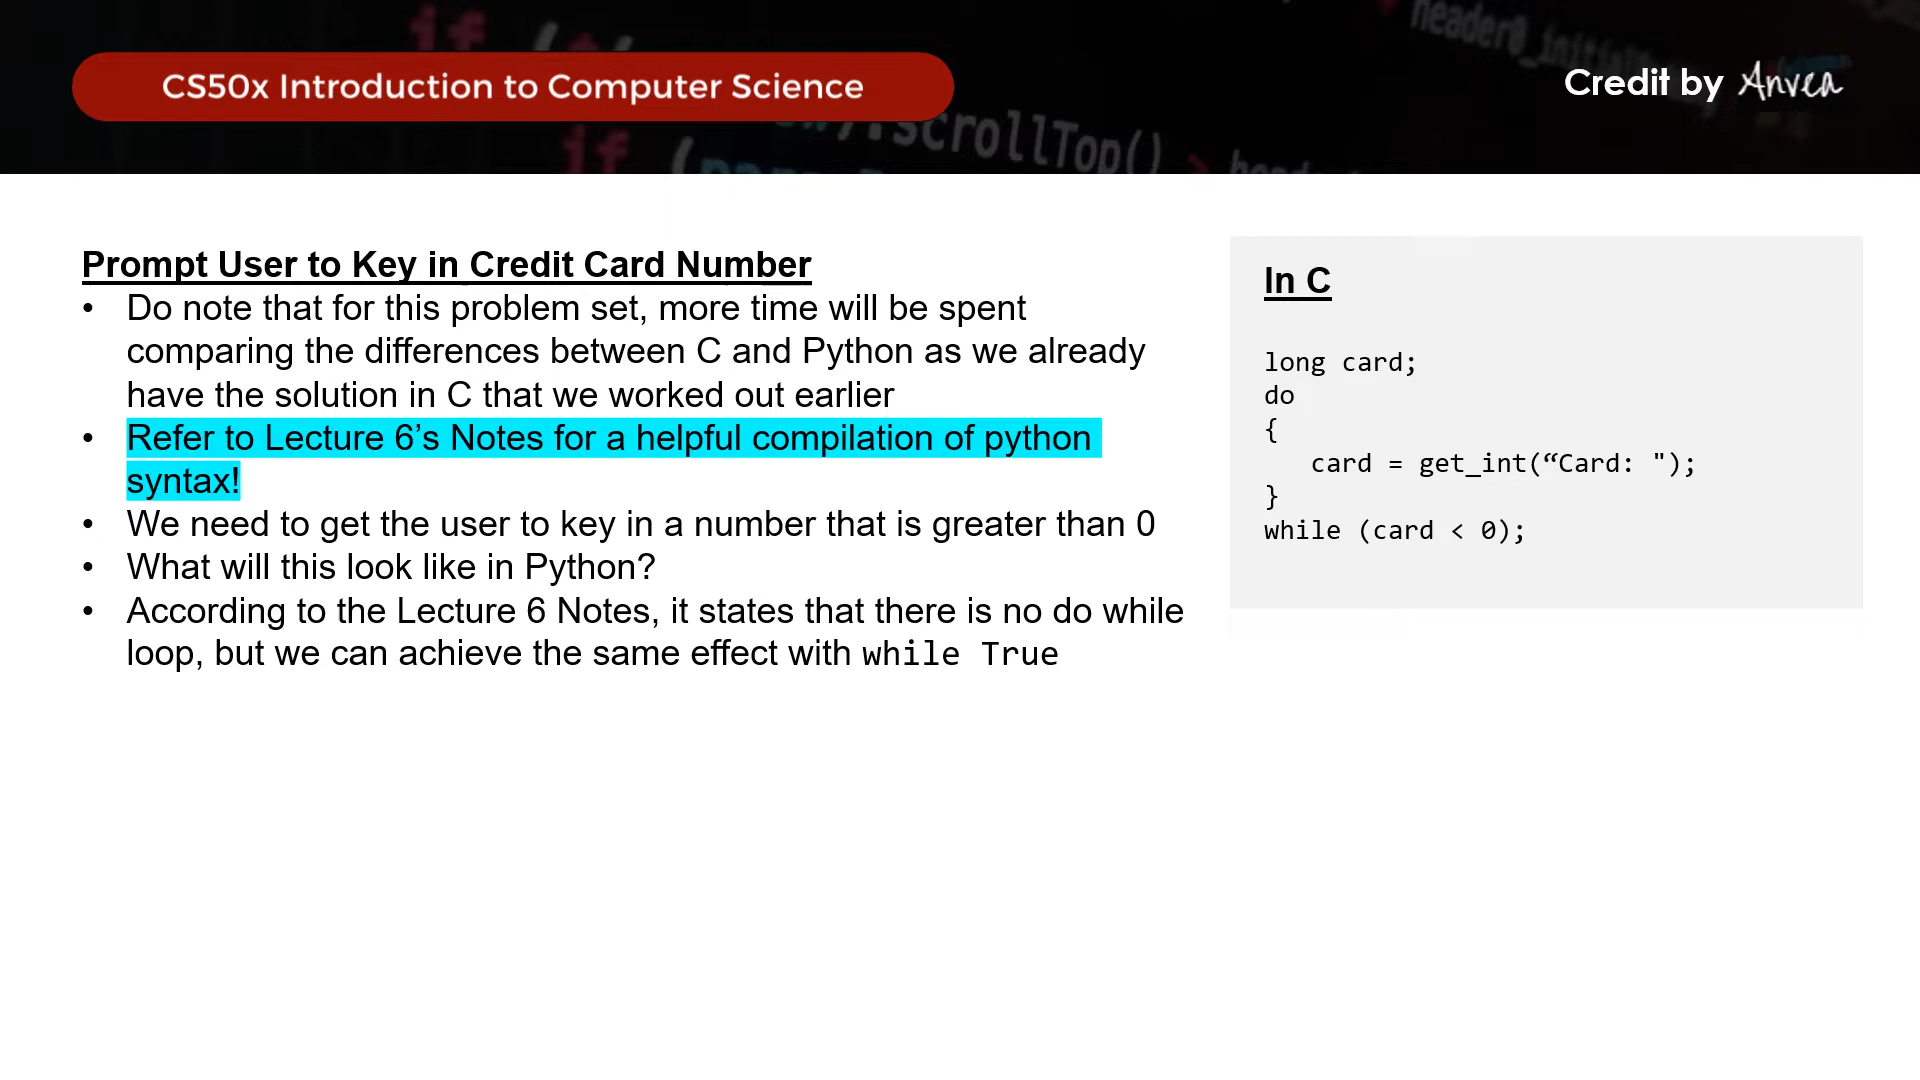 if (
header0_initial
CS50x Introduction to Computer Science
Credit by Anvea
.scrollTop() >
if (
Prompt User to Key in Credit Card Number
• Do note that for this problem set, more time will be spent
comparing the differences between C and Python as we already
have the solution in C that we worked out earlier
• Refer to Lecture 6’s Notes for a helpful compilation of python
syntax!
• We need to get the user to key in a number that is greater than 0
• What will this look like in Python?
• According to the Lecture 6 Notes, it states that there is no do while
loop, but we can achieve the same effect with while True
In C
long card;
do
{
card = get_int(“Card: ");
}
while (card < 0);